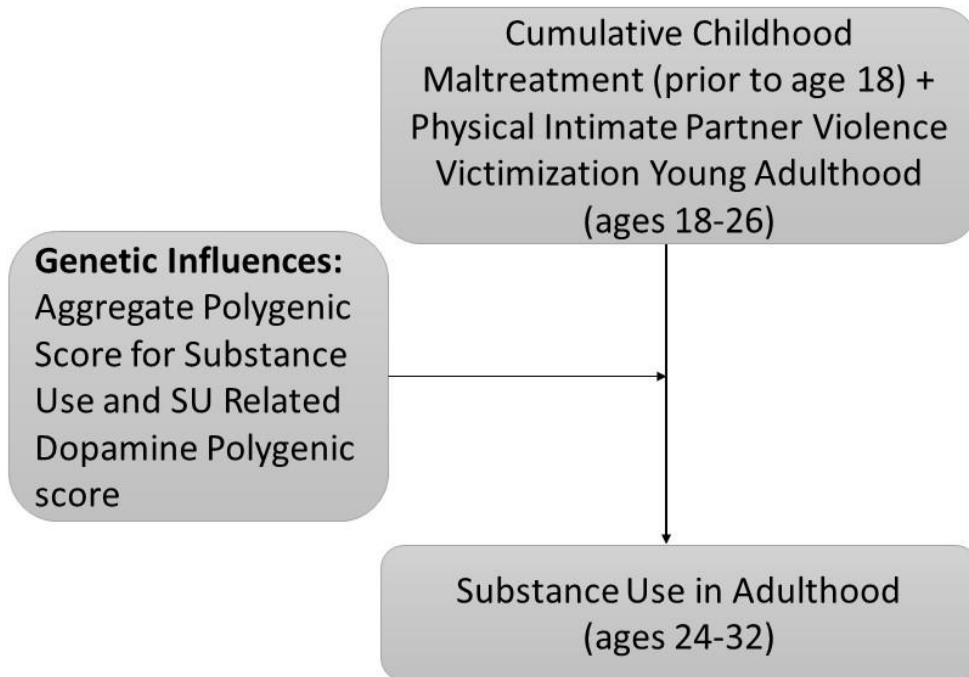 Cumulative Childhood
Maltreatment (prior to age 18) +
Physical Intimate Partner Violence
Victimization Young Adulthood
(ages 18-26)
Genetic Influences:
Aggregate Polygenic
Score for Substance
Use and SU Related
Dopamine Polygenic
score
Substance Use in Adulthood
(ages 24-32)